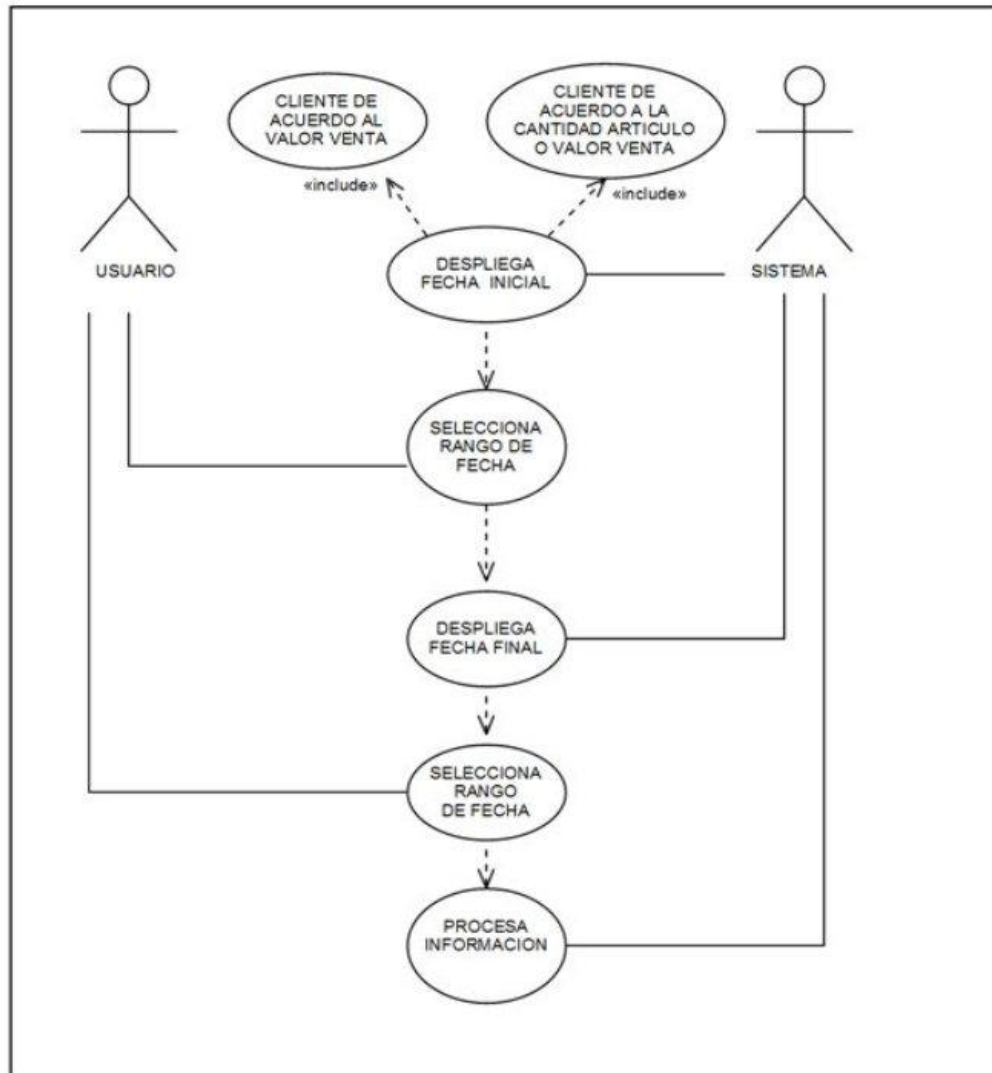 CLIENTE DE
ACUERDO AL
VALOR VENTA
CLIENTE DE
ACUERDO A LA
CANTIDAD ARTICULO
O VALOR VENTA
«include»
«include»
USUARIO
DESPLIEGA
FECHA INICIAL
SISTEMA
SELECCIONA
RANGO DE
FECHA
DESPLIEGA
FECHA FINAL
SELECCIONA
RANGO
DE FECHA
PROCESA
INFORMACION